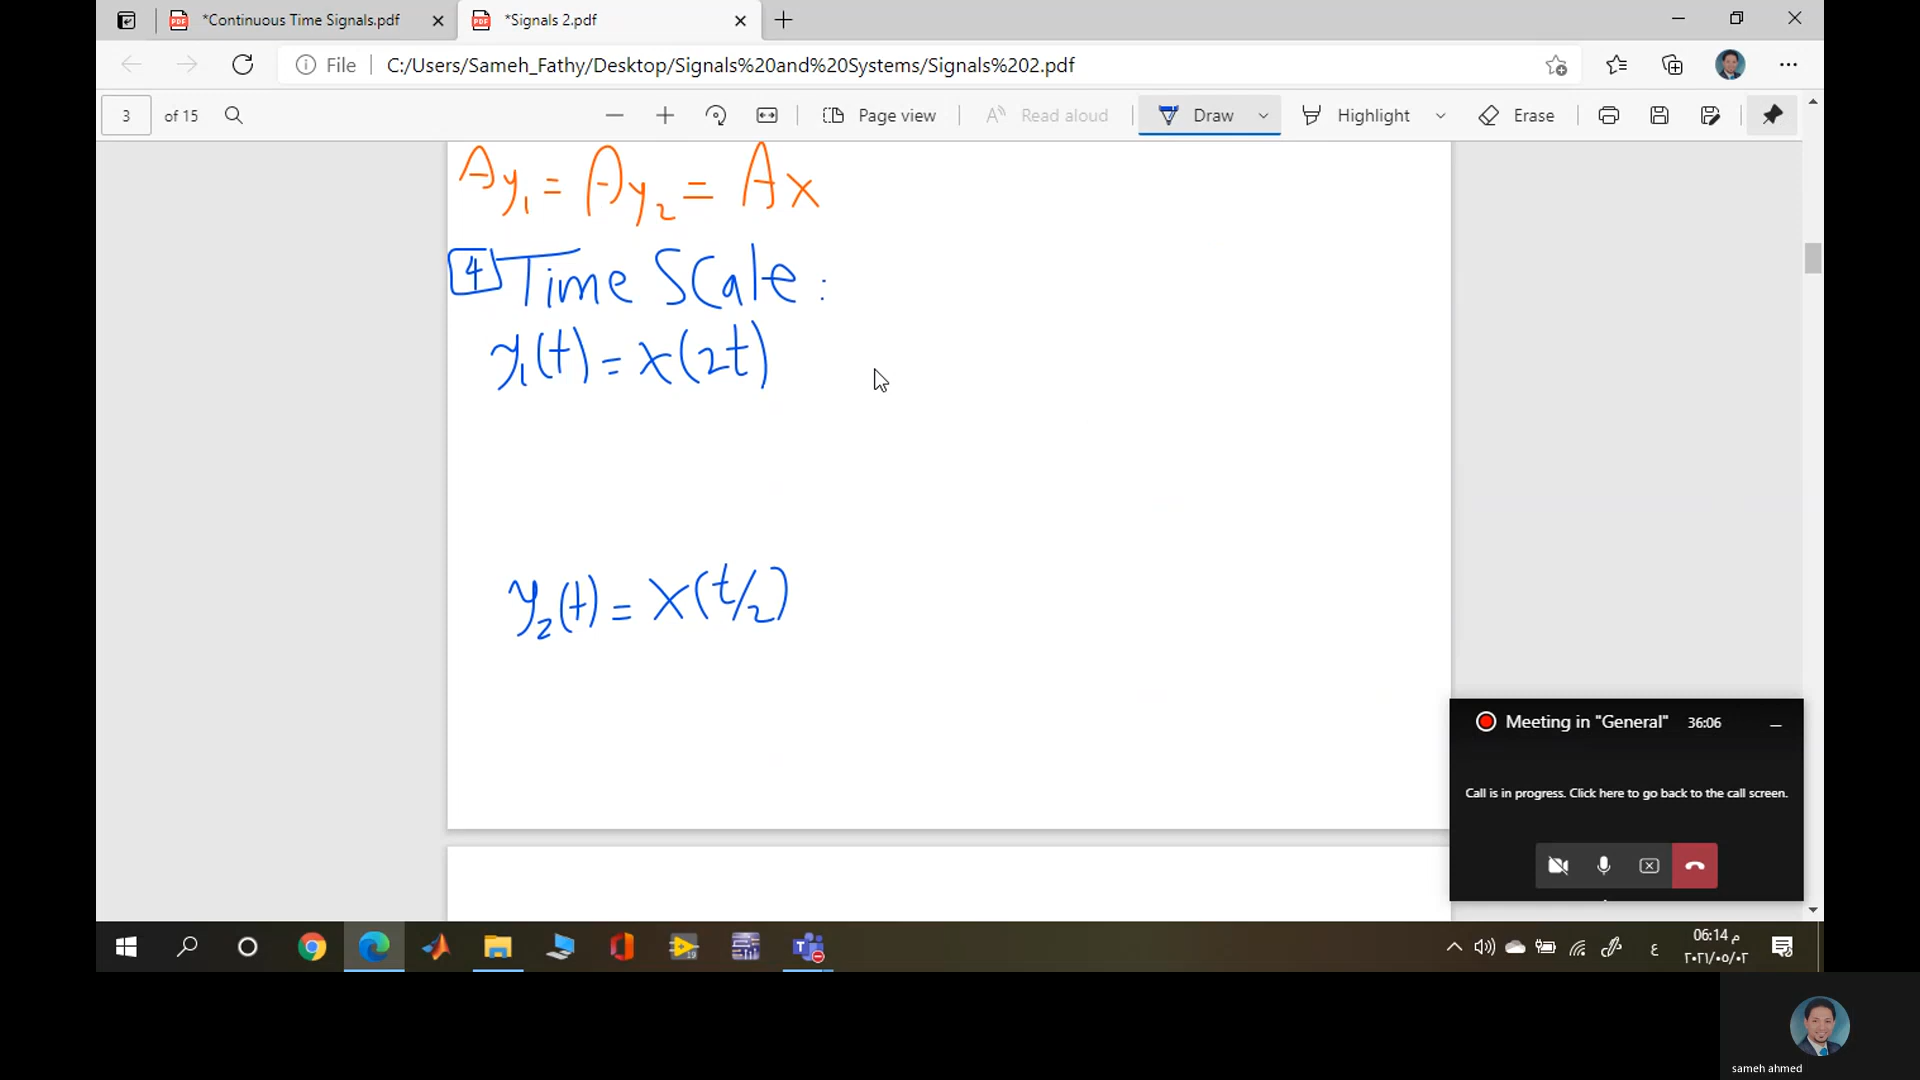 *Continuous Time Signals.pdf
*Signals 2.pdf
File
C:/Users/Sameh_Fathy/Desktop/Signals%20and%20Systems/Signals%202.pdf
3 of 15
Page view
Read aloud
Draw
Highlight
Erase
Ay₁ = Ay₂ = Ax
4 Time Scale :
y₁(t) = x(2t)
y₂(t) = x(t/2)
Meeting in "General" 36:06
Call is in progress. Click here to go back to the call screen.
ع
06:14 م
٢٠٢١/٠٥/٠٢
sameh ahmed